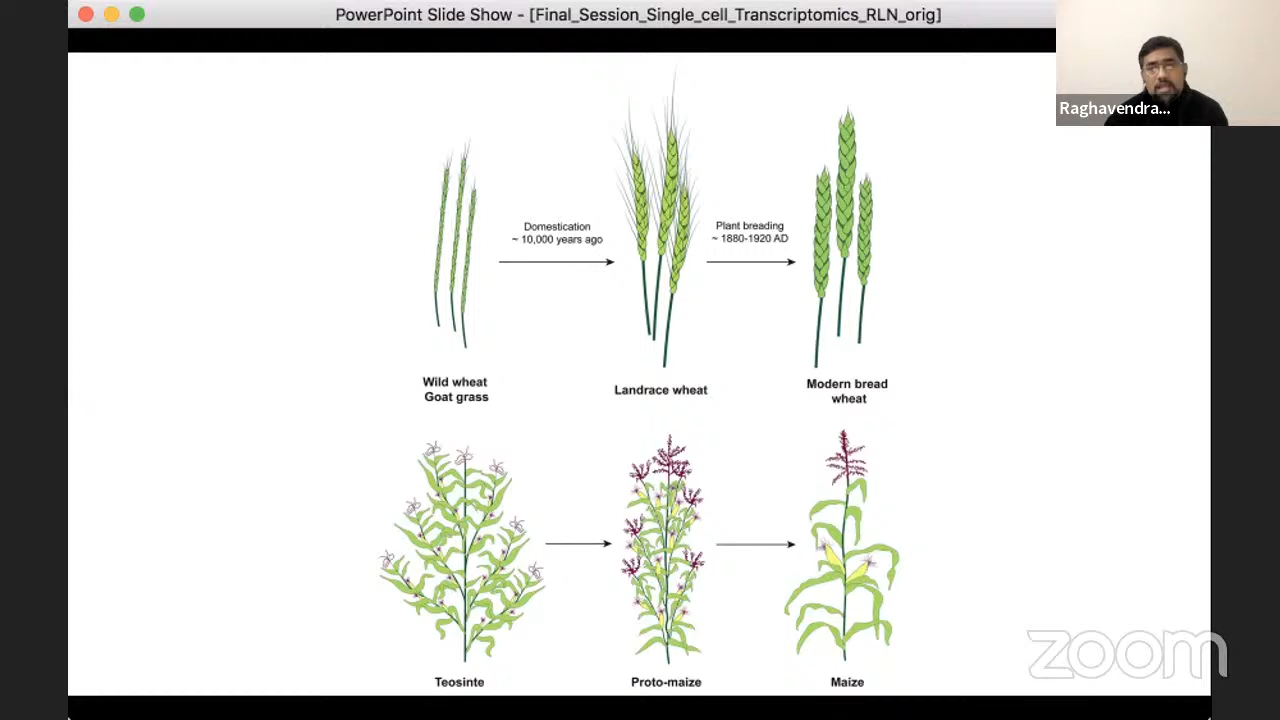 PowerPoint Slide Show - [Final_Session_Single_cell_Transcriptomics_RLN_orig]
Raghavendra...
Domestication
~ 10,000 years ago
Plant breading
~ 1880-1920 AD
Wild wheat
Goat grass
Landrace wheat
Modern bread
wheat
Teosinte
Proto-maize
Maize
zoom